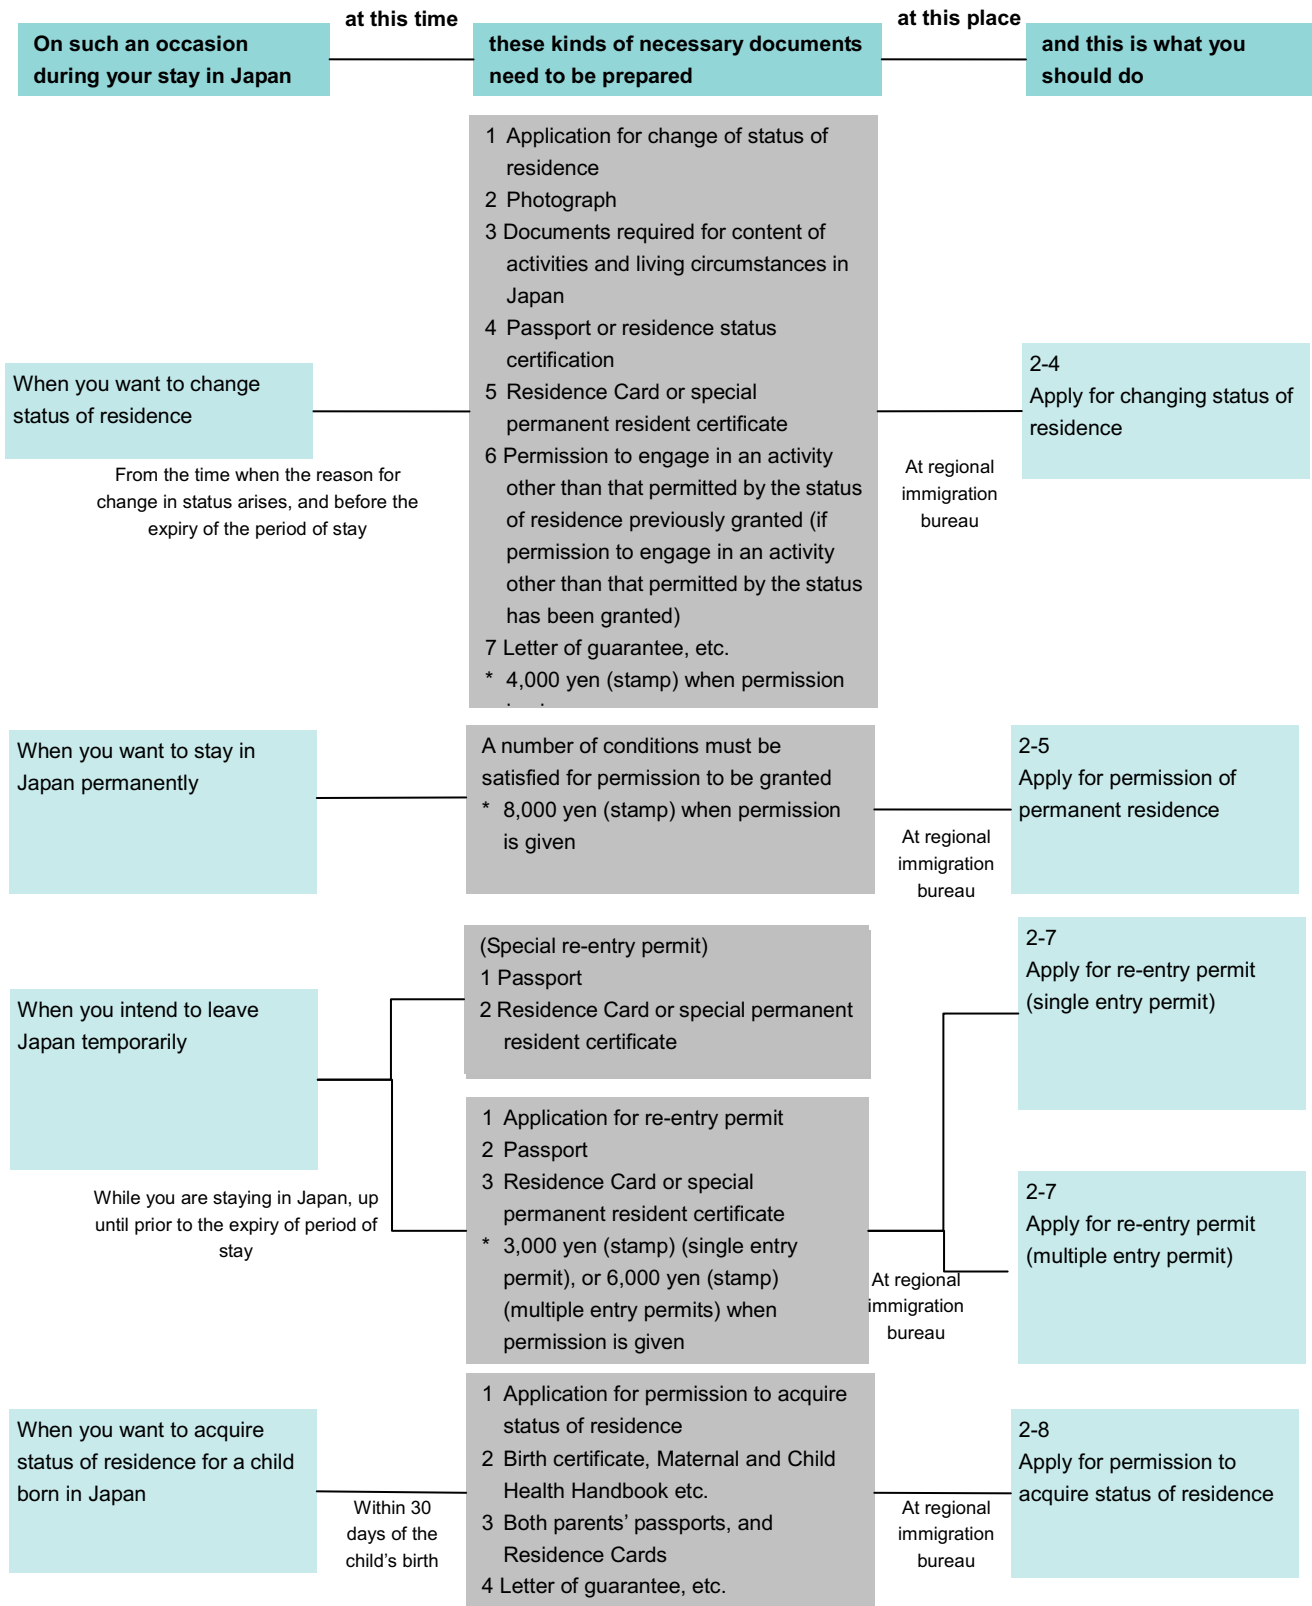 at this time
at this place
On such an occasion
during your stay in Japan
these kinds of necessary documents
need to be prepared
and this is what you
should do
When you want to change
status of residence
From the time when the reason for
change in status arises, and before the
expiry of the period of stay
1 Application for change of status of
residence
2 Photograph
3 Documents required for content of
activities and living circumstances in
Japan
4 Passport or residence status
certification
5 Residence Card or special
permanent resident certificate
6 Permission to engage in an activity
other than that permitted by the status
of residence previously granted (if
permission to engage in an activity
other than that permitted by the status
has been granted)
7 Letter of guarantee, etc.
* 4,000 yen (stamp) when permission
At regional
immigration
bureau
2-4
Apply for changing status of
residence
When you want to stay in
Japan permanently
A number of conditions must be
satisfied for permission to be granted
* 8,000 yen (stamp) when permission
is given
At regional
immigration
bureau
2-5
Apply for permission of
permanent residence
When you intend to leave
Japan temporarily
While you are staying in Japan, up
until prior to the expiry of period of
stay
(Special re-entry permit)
1 Passport
2 Residence Card or special permanent
resident certificate
1 Application for re-entry permit
2 Passport
3 Residence Card or special
permanent resident certificate
* 3,000 yen (stamp) (single entry
permit), or 6,000 yen (stamp)
(multiple entry permits) when
permission is given
At regional
immigration
bureau
2-7
Apply for re-entry permit
(single entry permit)
2-7
Apply for re-entry permit
(multiple entry permit)
When you want to acquire
status of residence for a child
born in Japan
Within 30
days of the
child's birth
1 Application for permission to acquire
status of residence
2 Birth certificate, Maternal and Child
Health Handbook etc.
3 Both parents' passports, and
Residence Cards
4 Letter of guarantee, etc.
At regional
immigration
bureau
2-8
Apply for permission to
acquire status of residence